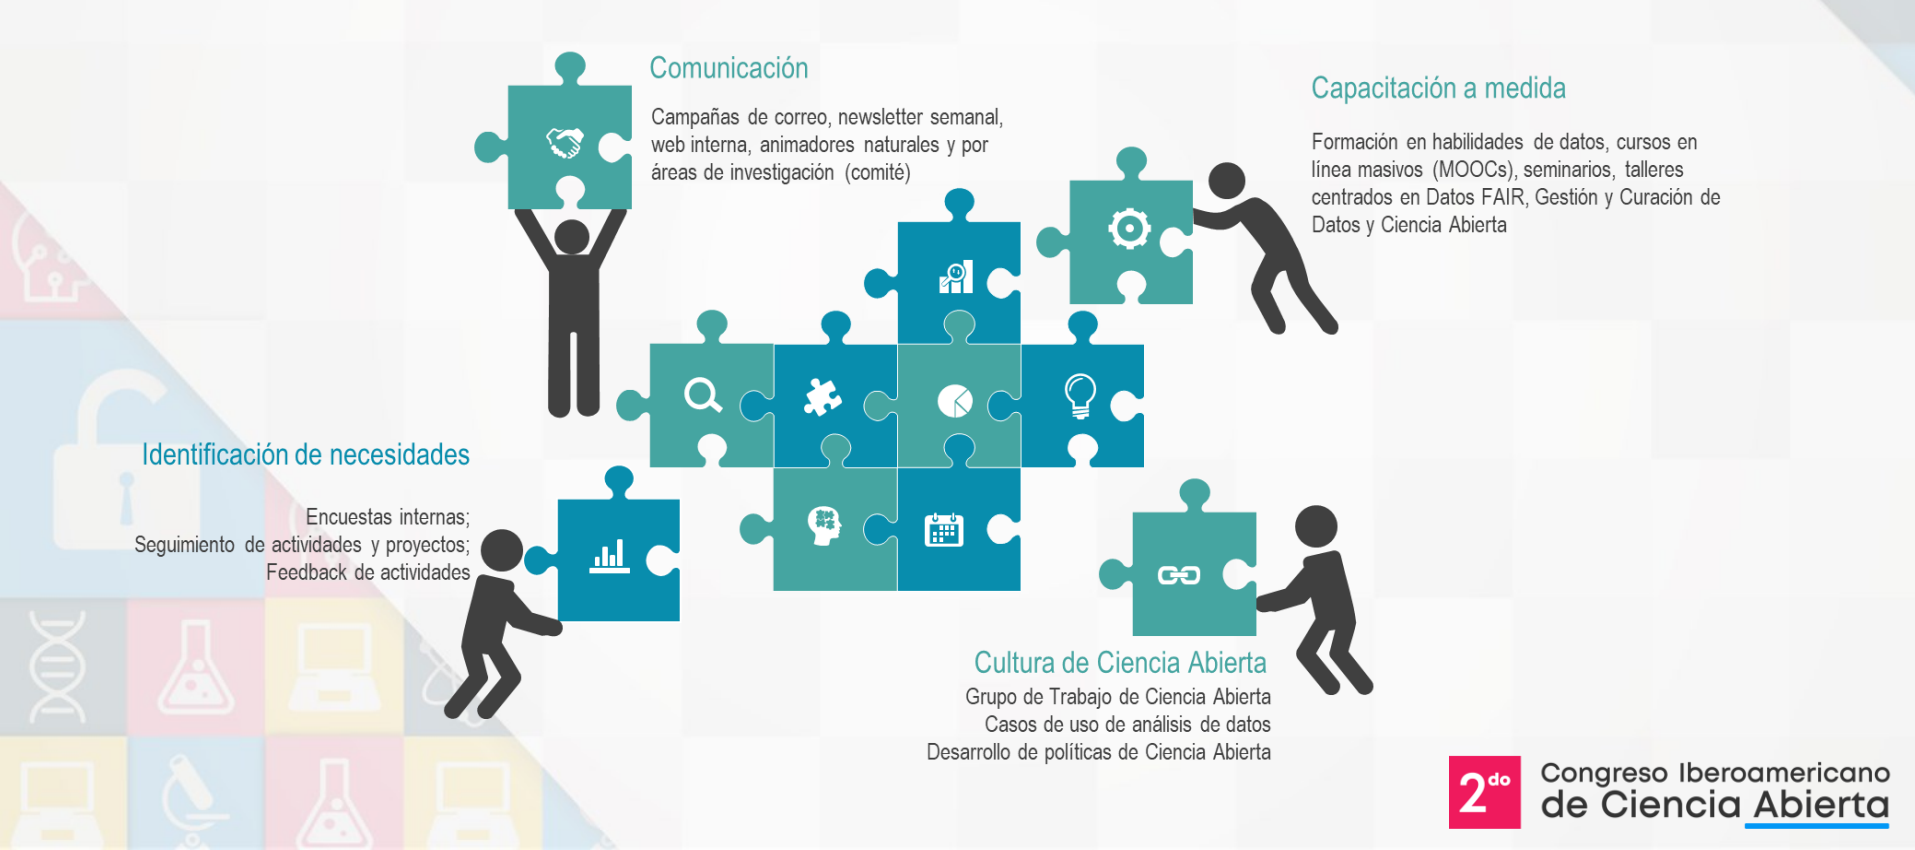 Comunicación
Campañas de correo, newsletter semanal,
web interna, animadores naturales y por
áreas de investigación (comité)
Capacitación a medida
Formación en habilidades de datos, cursos en
línea masivos (MOOCs), seminarios, talleres
centrados en Datos FAIR, Gestión y Curación de
Datos y Ciencia Abierta
Identificación de necesidades
Encuestas internas;
Seguimiento de actividades y proyectos;
Feedback de actividades
Cultura de Ciencia Abierta
Grupo de Trabajo de Ciencia Abierta
Casos de uso de análisis de datos
Desarrollo de políticas de Ciencia Abierta
2do
Congreso Iberoamericano
de Ciencia Abierta